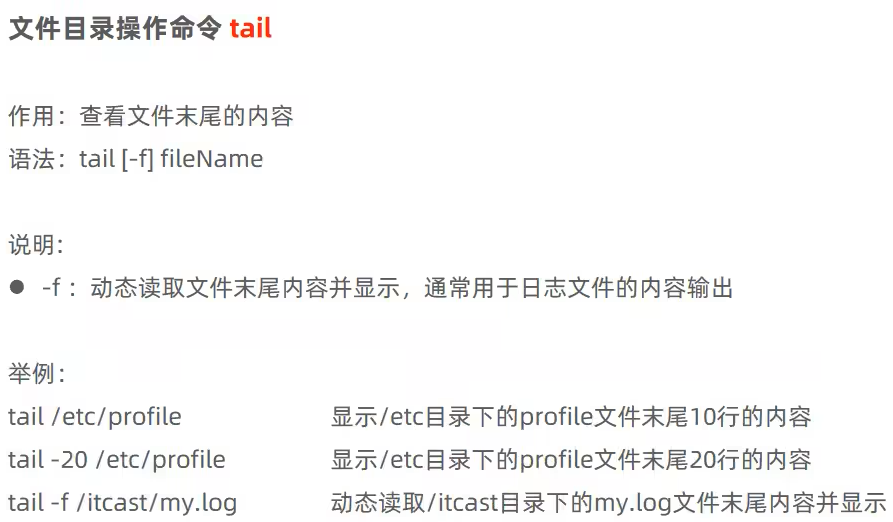 文件目录操作命令 tail
作用：查看文件末尾的内容
语法：tail [-f] fileName
说明：
● -f ：动态读取文件末尾内容并显示，通常用于日志文件的内容输出
举例：
tail /etc/profile 显示/etc目录下的profile文件末尾10行的内容
tail -20 /etc/profile 显示/etc目录下的profile文件末尾20行的内容
tail -f /itcast/my.log 动态读取/itcast目录下的my.log文件末尾内容并显示